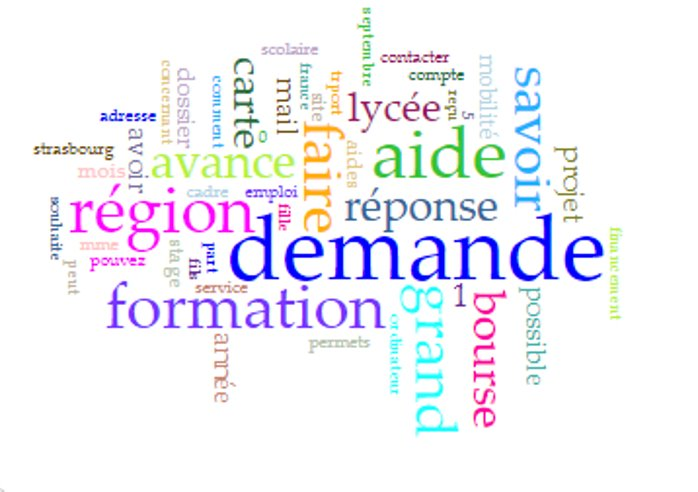 septembre
scolaire
contacter
compte
mobilité
savoir
france
trport
site
reçu
5
lycée
carte
mail
dossier
concernant
comment
adresse
avoir
strasbourg
mois
avance
faire
aides
aide
projet
cadre
emploi
fille
réponse
région
souhaite
mme
pouvez
peut
stage
fils
part
service
demande
financement
formation
1
grand
bourse
possible
ordinateur
permets
année